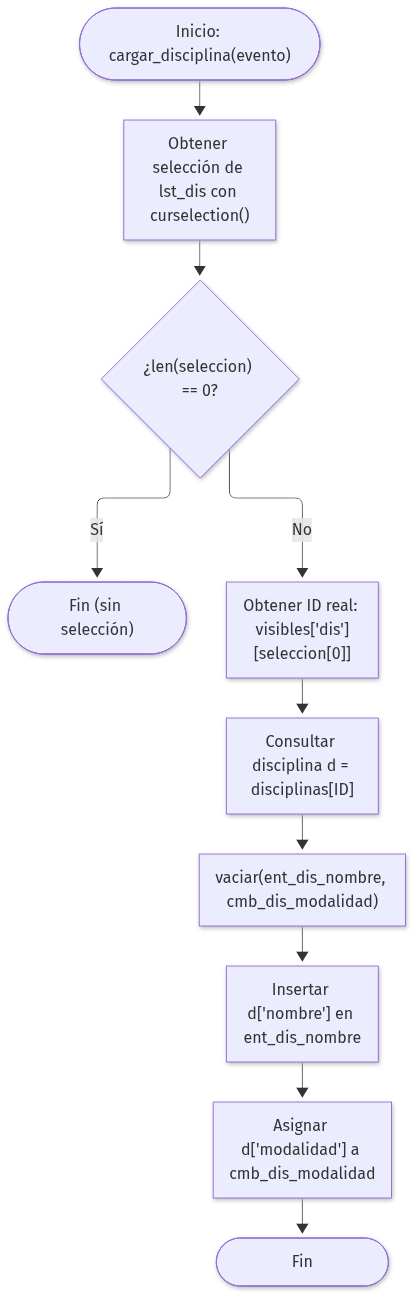 Inicio:
cargar_disciplina(evento)
Obtener
selección de
lst_dis con
curselection()
¿len(seleccion)
== 0?
Sí
No
Fin (sin
selección)
Obtener ID real:
visibles['dis']
[seleccion[0]]
Consultar
disciplina d =
disciplinas[ID]
vaciar(ent_dis_nombre,
cmb_dis_modalidad)
Insertar
d['nombre'] en
ent_dis_nombre
Asignar
d['modalidad'] a
cmb_dis_modalidad
Fin